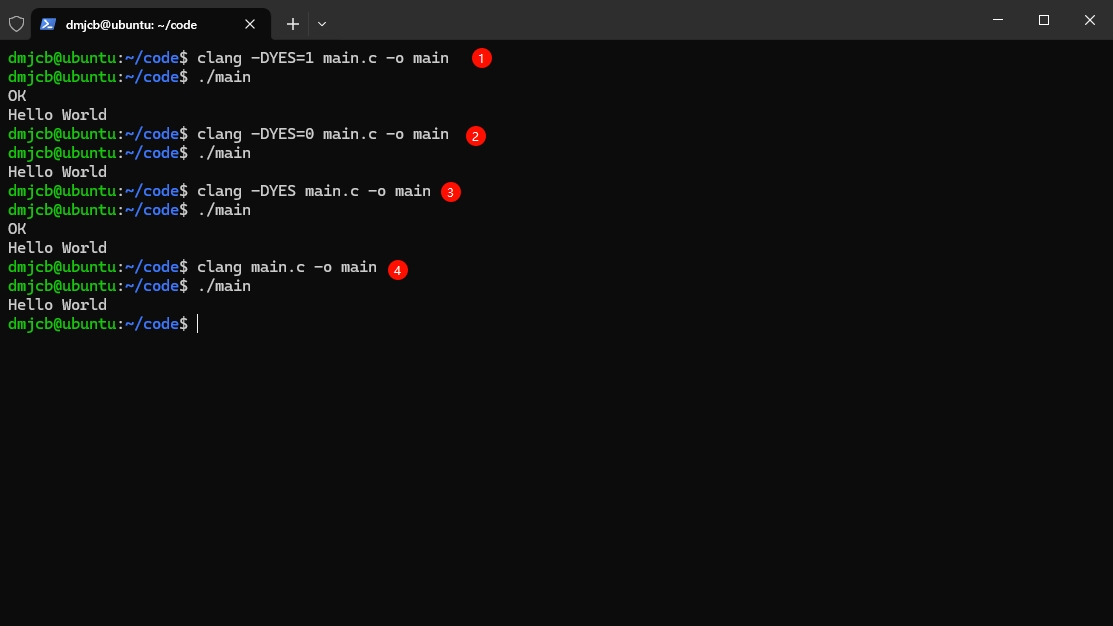 dmjcb@ubuntu: ~/code
dmjcb@ubuntu:~/code$ clang -DYES=1 main.c -o main 1
dmjcb@ubuntu:~/code$ ./main
OK
Hello World
dmjcb@ubuntu:~/code$ clang -DYES=0 main.c -o main 2
dmjcb@ubuntu:~/code$ ./main
Hello World
dmjcb@ubuntu:~/code$ clang -DYES main.c -o main 3
dmjcb@ubuntu:~/code$ ./main
OK
Hello World
dmjcb@ubuntu:~/code$ clang main.c -o main 4
dmjcb@ubuntu:~/code$ ./main
Hello World
dmjcb@ubuntu:~/code$